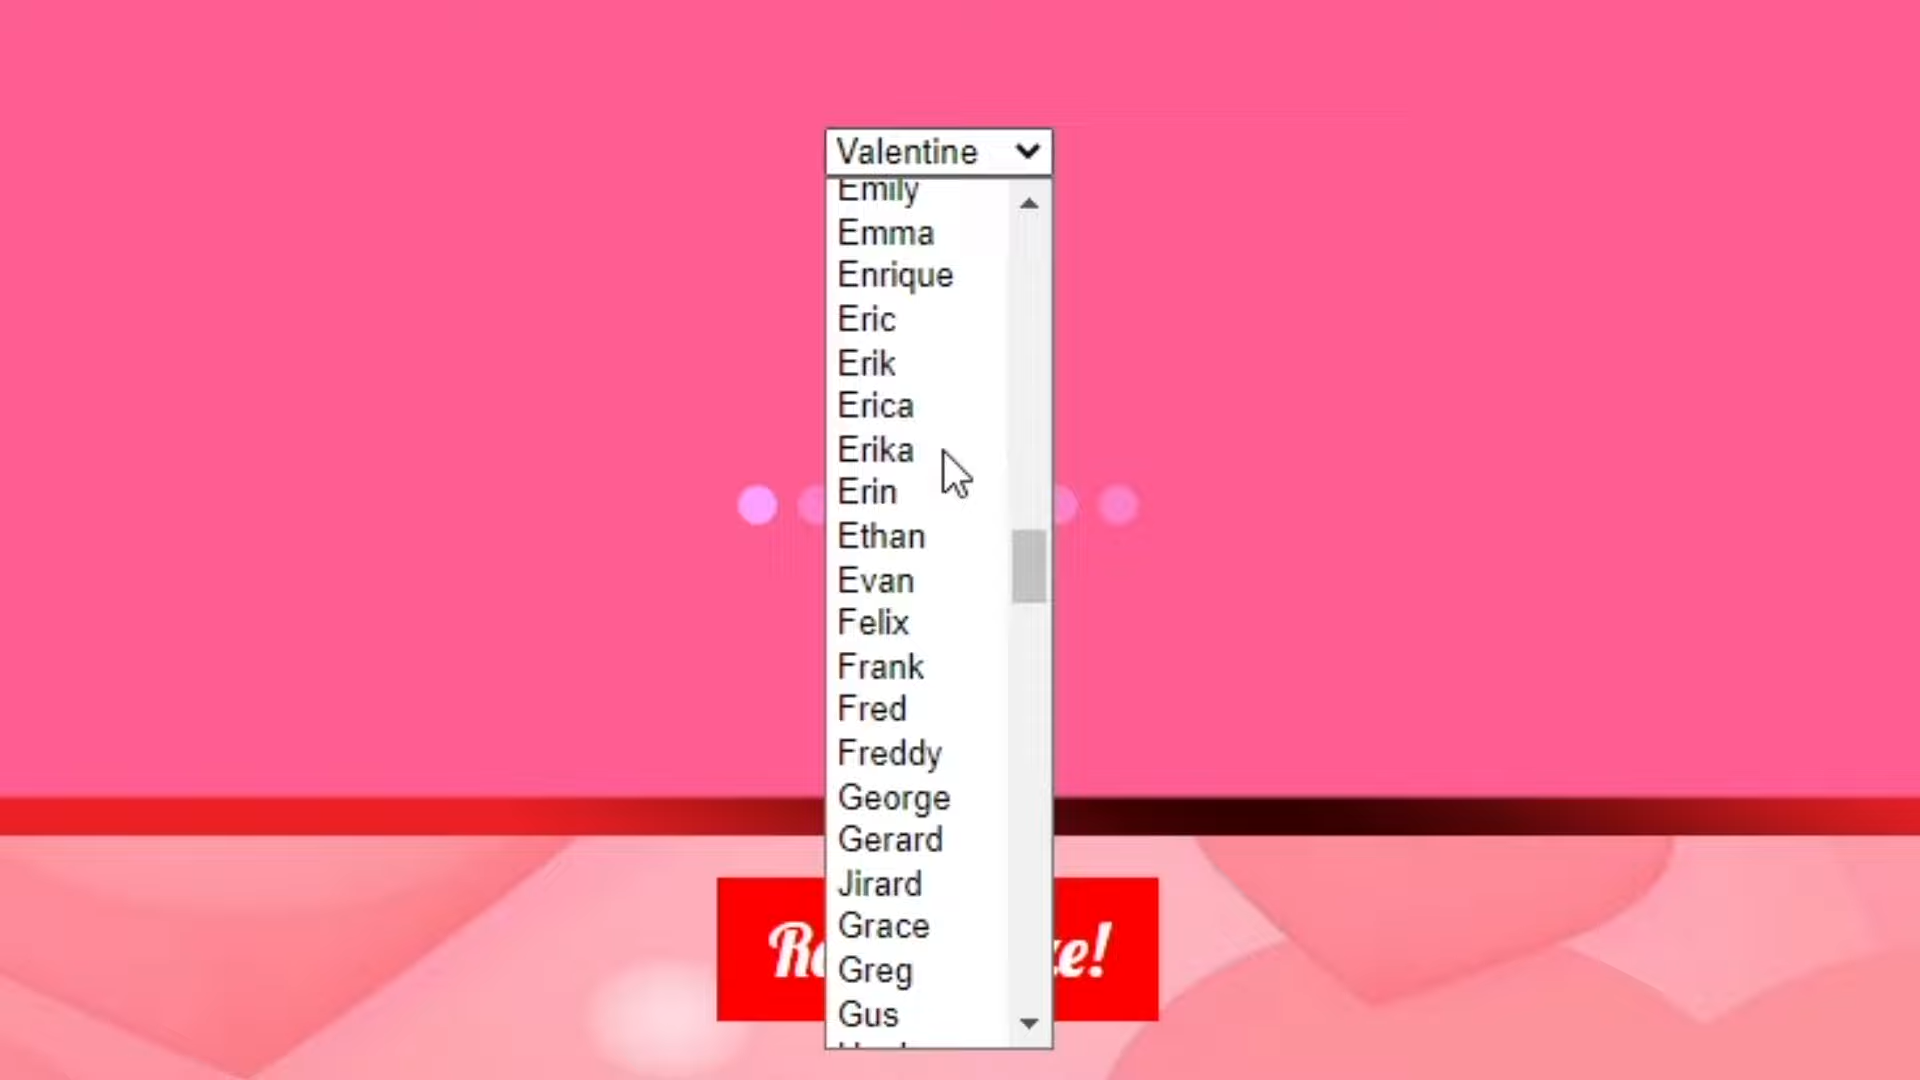 Valentine
Emily
Emma
Enrique
Eric
Erik
Erica
Erika
Erin
Ethan
Evan
Felix
Frank
Fred
Freddy
George
Gerard
Jirard
Grace
Greg
Gus